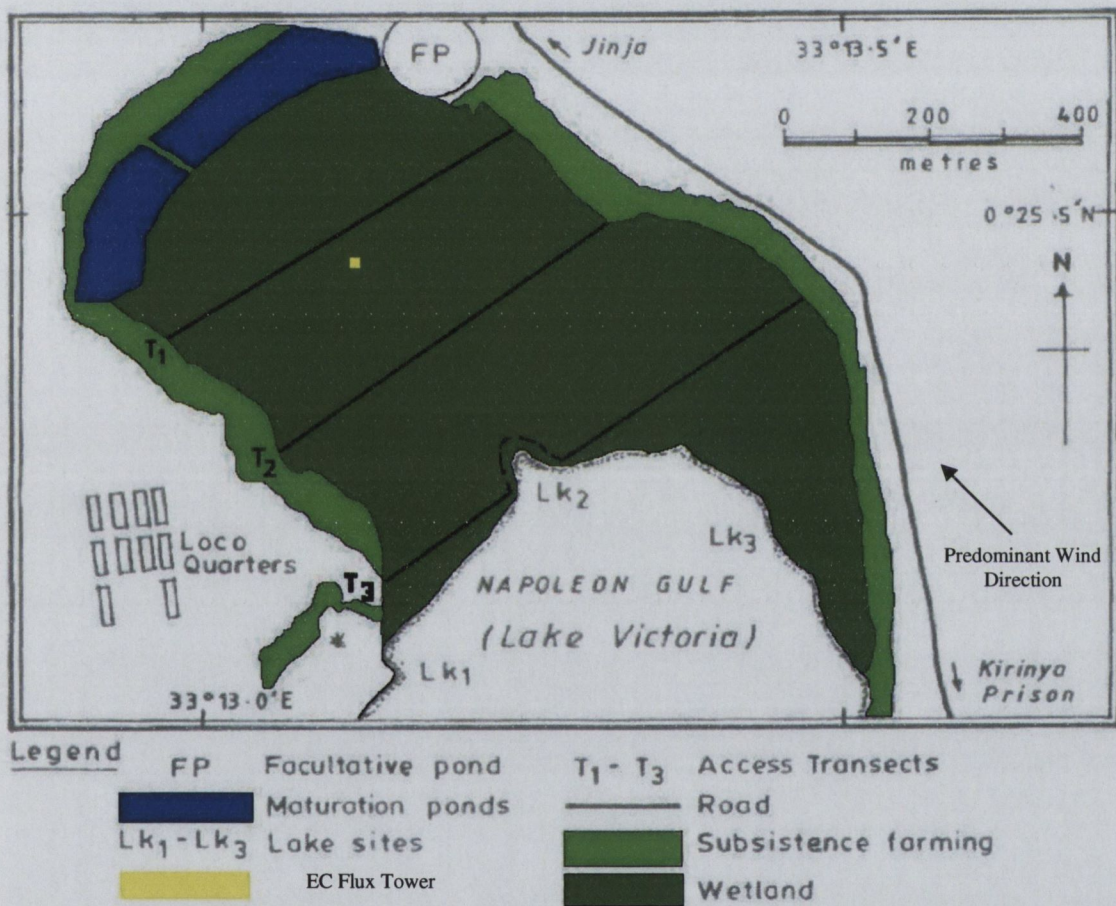 FP
Jinja
33°13.5'E
0 200 400
metres
0°25.5'N
N
T1
T2
Lk2
Loco
Quarters
Lk3
Predominant Wind
Direction
T3
NAPOLEON GULF
(Lake Victoria)
Lk1
Kirinya
Prison
33°13.0'E
Legend
FP Facultative pond
Maturation ponds
Lk1-Lk3 Lake sites
EC Flux Tower
T1 - T3 Access Transects
Road
Subsistence farming
Wetland